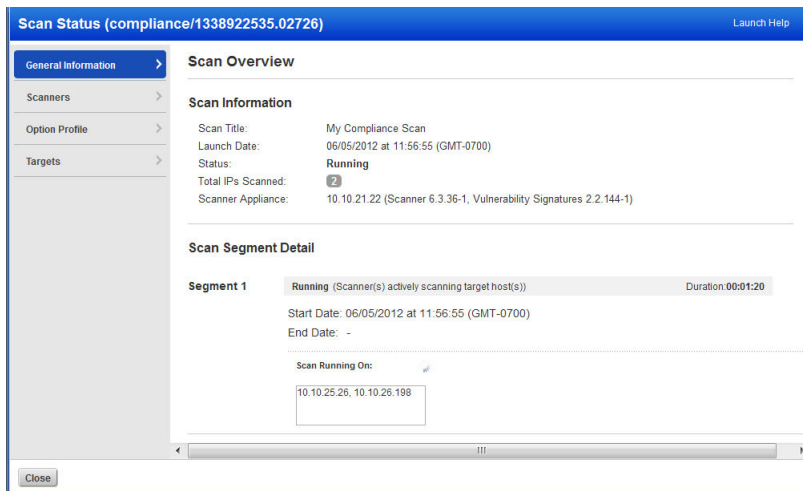 Scan Status (compliance/1338922535.02726)
Launch Help
General Information
Scanners
Option Profile
Targets
Scan Overview
Scan Information
Scan Title: My Compliance Scan
Launch Date: 06/05/2012 at 11:56:55 (GMT-0700)
Status: Running
Total IPs Scanned: 2
Scanner Appliance: 10.10.21.22 (Scanner 6.3.36-1, Vulnerability Signatures 2.2.144-1)
Scan Segment Detail
Segment 1 Running (Scanner(s) actively scanning target host(s)) Duration:00:01:20
Start Date: 06/05/2012 at 11:56:55 (GMT-0700)
End Date: -
Scan Running On:
10.10.25.26, 10.10.26.198
Close